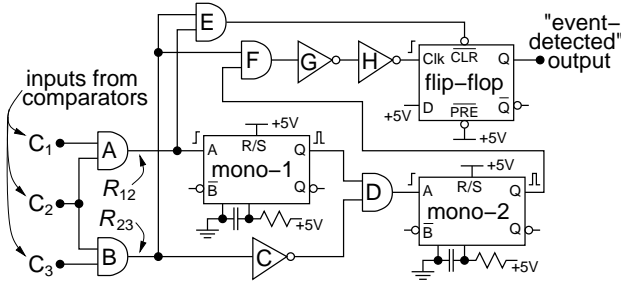 "event-
detected"
output
E
F
G
H
Clk
CLR
Q
flip-flop
+5V
D
PRE
Q
+5V
inputs from
comparators
C1
C2
C3
A
B
R12
R23
+5V
R/S
A
Q
mono-1
B
Q
+5V
C
D
+5V
R/S
A
Q
mono-2
B
Q
+5V